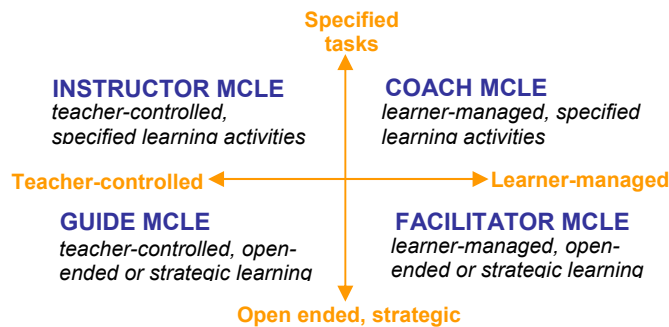 Specified
tasks
INSTRUCTOR MCLE
teacher-controlled,
specified learning activities
COACH MCLE
learner-managed, specified
learning activities
Teacher-controlled
Learner-managed
GUIDE MCLE
teacher-controlled, open-
ended or strategic learning
FACILITATOR MCLE
learner-managed, open-
ended or strategic learning
Open ended, strategic